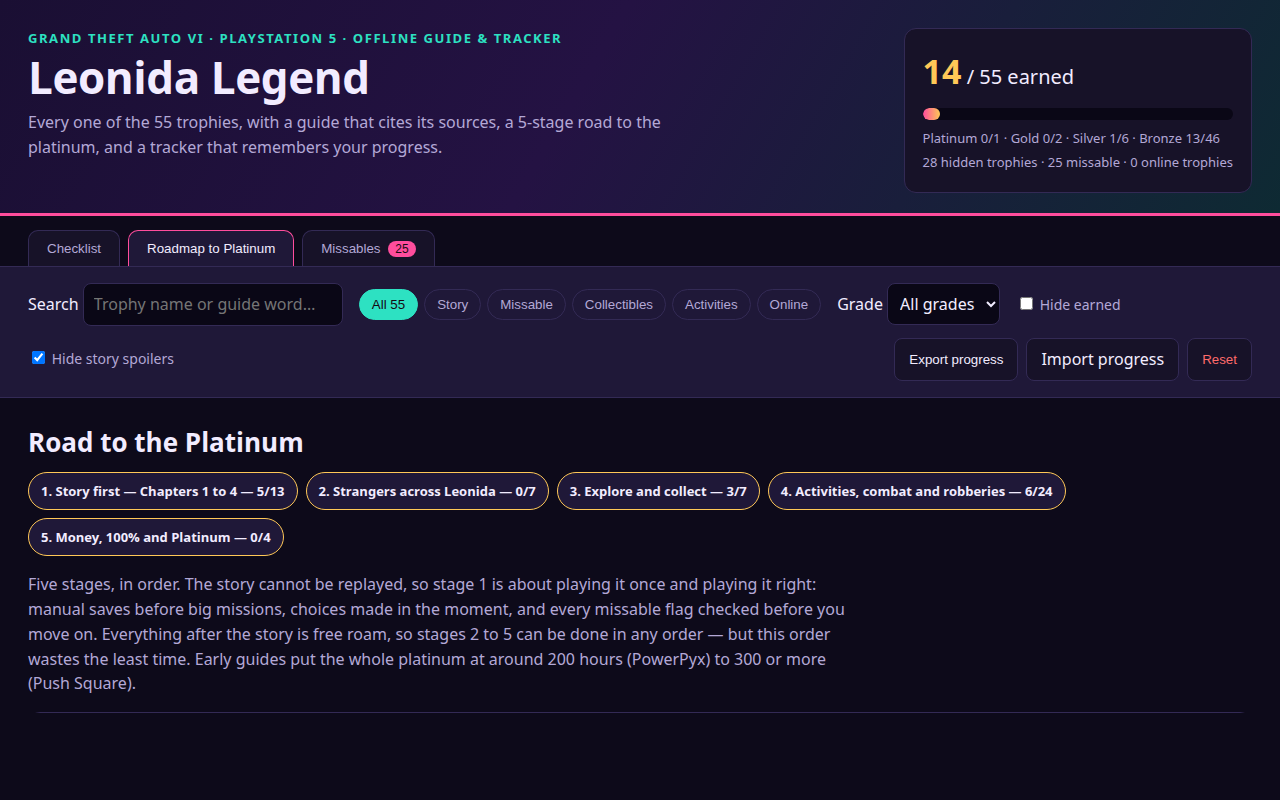 GRAND THEFT AUTO VI · PLAYSTATION 5 · OFFLINE GUIDE & TRACKER
Leonida Legend
Every one of the 55 trophies, with a guide that cites its sources, a 5-stage road to the
platinum, and a tracker that remembers your progress.
14 / 55 earned
Platinum 0/1 · Gold 0/2 · Silver 1/6 · Bronze 13/46
28 hidden trophies · 25 missable · 0 online trophies
Checklist
Roadmap to Platinum
Missables 25
Search Trophy name or guide word... All 55 Story Missable Collectibles Activities Online Grade All grades Hide earned
Hide story spoilers Export progress Import progress Reset
Road to the Platinum
1. Story first — Chapters 1 to 4 — 5/13
2. Strangers across Leonida — 0/7
3. Explore and collect — 3/7
4. Activities, combat and robberies — 6/24
5. Money, 100% and Platinum — 0/4
Five stages, in order. The story cannot be replayed, so stage 1 is about playing it once and playing it right:
manual saves before big missions, choices made in the moment, and every missable flag checked before you
move on. Everything after the story is free roam, so stages 2 to 5 can be done in any order — but this order
wastes the least time. Early guides put the whole platinum at around 200 hours (PowerPyx) to 300 or more
(Push Square).